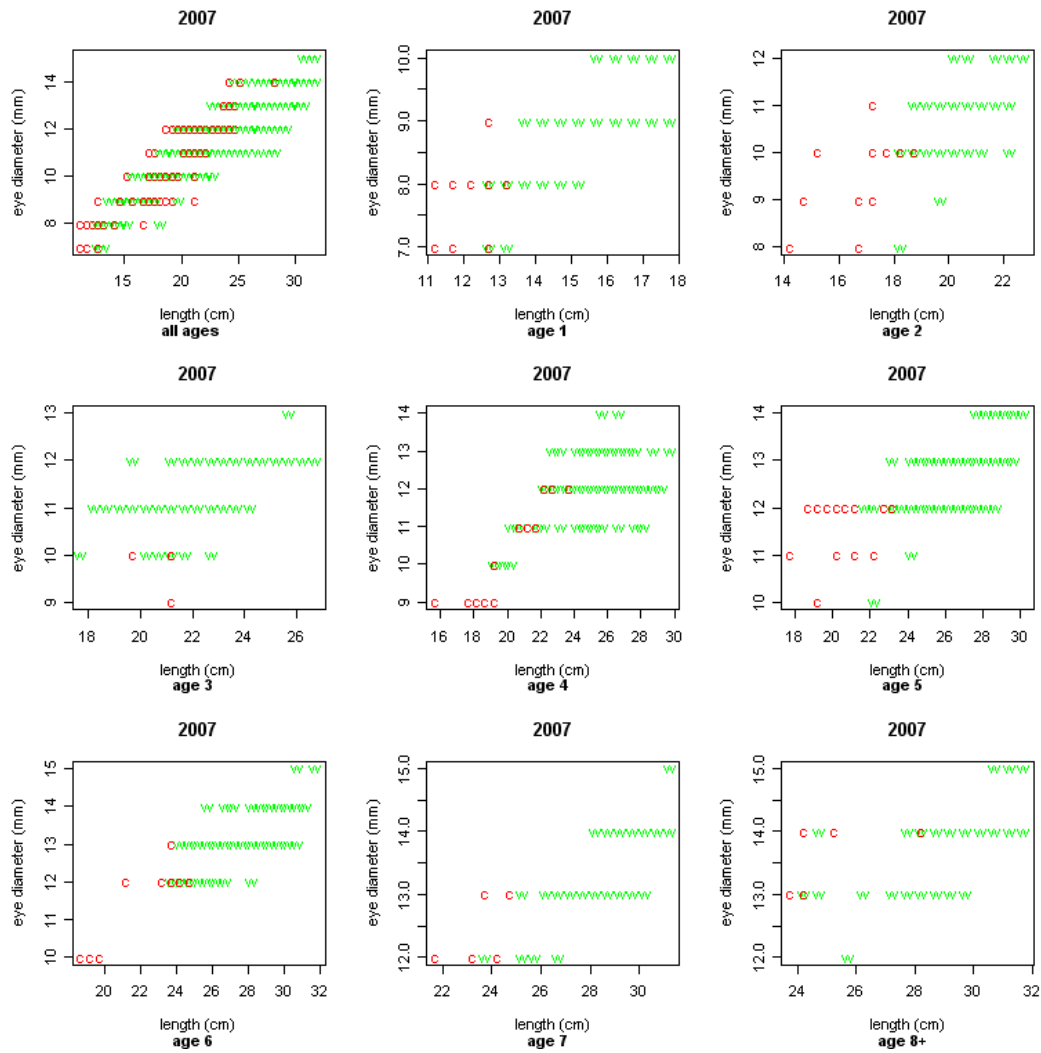 2007
eye diameter (mm)
14
12
10
8
15 20 25 30
length (cm)
all ages
2007
eye diameter (mm)
10.0
9.0
8.0
7.0
11 12 13 14 15 16 17 18
length (cm)
age 1
2007
eye diameter (mm)
12
11
10
9
8
14 16 18 20 22
length (cm)
age 2
2007
eye diameter (mm)
13
12
11
10
9
18 20 22 24 26
length (cm)
age 3
2007
eye diameter (mm)
14
13
12
11
10
9
16 18 20 22 24 26 28 30
length (cm)
age 4
2007
eye diameter (mm)
14
13
12
11
10
18 20 22 24 26 28 30
length (cm)
age 5
2007
eye diameter (mm)
15
14
13
12
11
10
20 22 24 26 28 30 32
length (cm)
age 6
2007
eye diameter (mm)
15.0
14.0
13.0
12.0
22 24 26 28 30
length (cm)
age 7
2007
eye diameter (mm)
15.0
14.0
13.0
12.0
24 26 28 30 32
length (cm)
age 8+